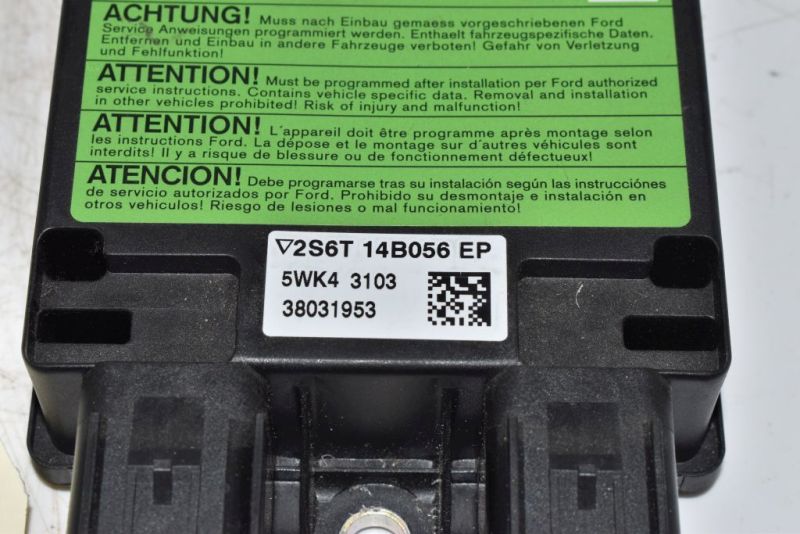 ACHTUNG! Muss nach Einbau gemaess vorgeschriebenen Ford
Service Anweisungen programmiert werden. Enthaelt fahrzeugspezifische Daten.
Entfernen und Einbau in andere Fahrzeuge verboten! Gefahr von Verletzung
und Fehlfunktion!
ATTENTION! Must be programmed after installation per Ford authorized
service instructions. Contains vehicle specific data. Removal and installation
in other vehicles prohibited! Risk of injury and malfunction!
ATTENTION! L'appareil doit être programme après montage selon
les instructions Ford. La dépose et le montage sur d'autres véhicules sont
interdits! Il y a risque de blessure ou de fonctionnement défectueux!
ATENCION! Debe programarse tras su instalación según las instrucciónes
de servicio autorizados por Ford. Prohibido su desmontaje e instalación en
otros vehiculos! Riesgo de lesiones o mal funcionamiento!
▽2S6T 14B056 EP
5WK4 3103
38031953